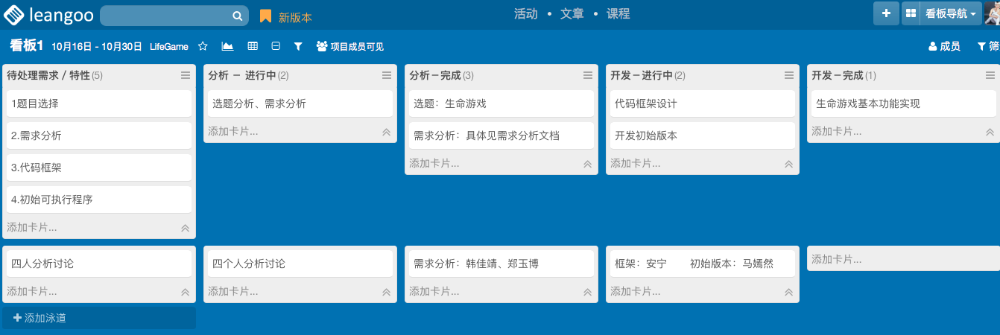 leangoo 新版本 活动 • 文章 • 课程 看板导航
看板1 10月16日 - 10月30日 LifeGame 项目成员可见 成员 筛
待处理需求 / 特性 (5)
1题目选择
2.需求分析
3.代码框架
4.初始可执行程序
添加卡片...
分析 － 进行中 (2)
选题分析、需求分析
添加卡片...
分析－完成 (3)
选题：生命游戏
需求分析：具体见需求分析文档
添加卡片...
开发－进行中 (2)
代码框架设计
开发初始版本
添加卡片...
开发－完成 (1)
生命游戏基本功能实现
添加卡片...
四人分析讨论
添加卡片...
四个人分析讨论
添加卡片...
需求分析：韩佳靖、郑玉博
添加卡片...
框架：安宁 初始版本：马嫣然
添加卡片...
添加卡片...
添加泳道